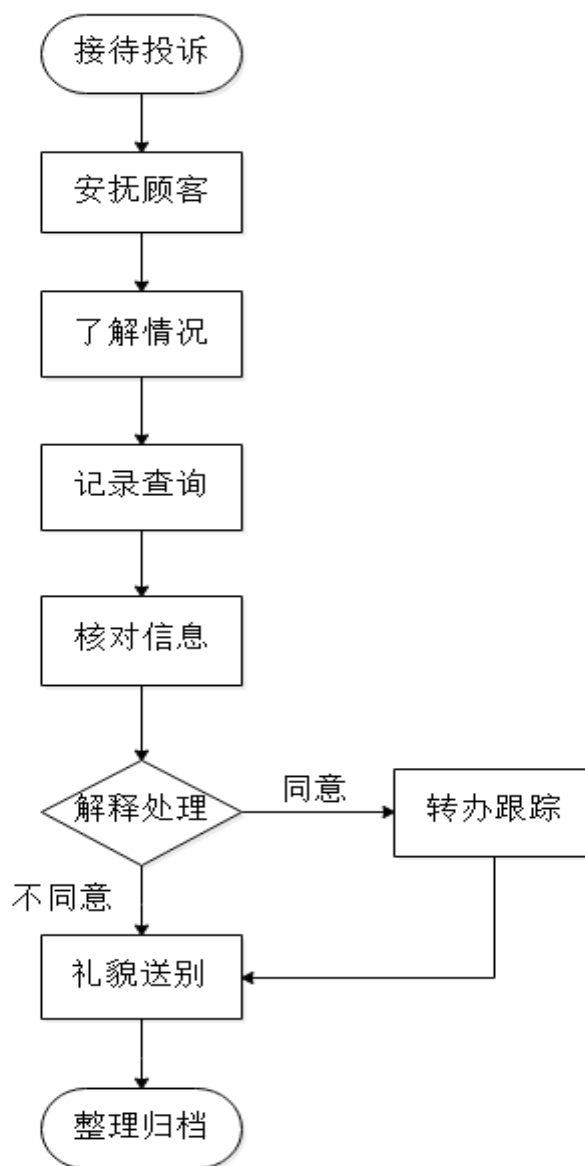 接待投诉
安抚顾客
了解情况
记录查询
核对信息
解释处理
同意
转办跟踪
不同意
礼貌送别
整理归档